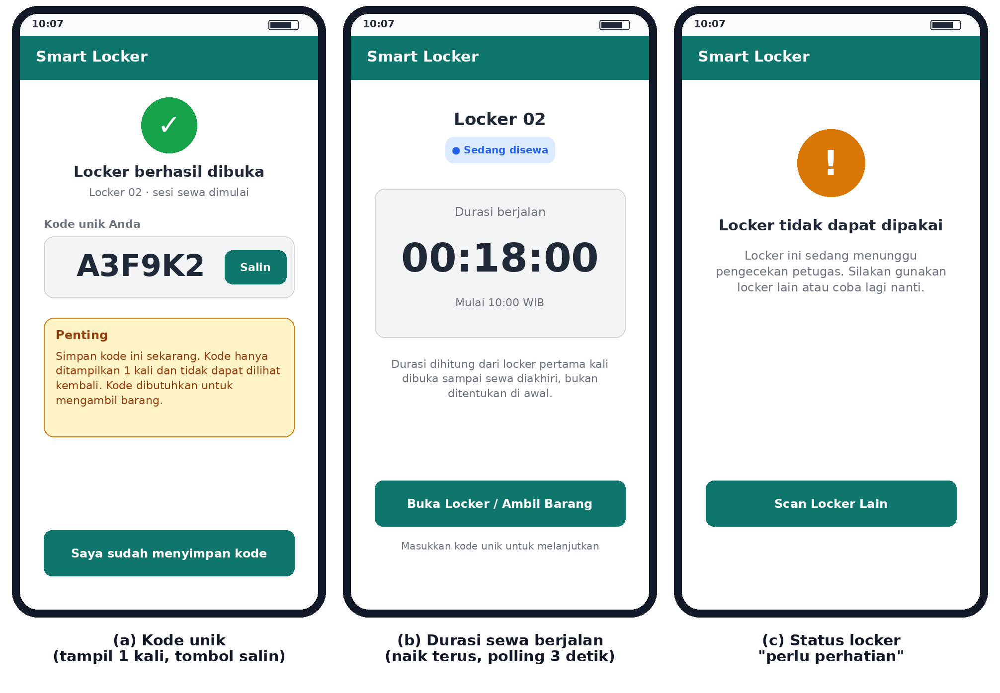 10:07
Smart Locker
✓
Locker berhasil dibuka
Locker 02 · sesi sewa dimulai
Kode unik Anda
A3F9K2
Salin
Penting
Simpan kode ini sekarang. Kode hanya
ditampilkan 1 kali dan tidak dapat dilihat
kembali. Kode dibutuhkan untuk
mengambil barang.
Saya sudah menyimpan kode
(a) Kode unik
(tampil 1 kali, tombol salin)
10:07
Smart Locker
Locker 02
● Sedang disewa
Durasi berjalan
00:18:00
Mulai 10:00 WIB
Durasi dihitung dari locker pertama kali
dibuka sampai sewa diakhiri, bukan
ditentukan di awal.
Buka Locker / Ambil Barang
Masukkan kode unik untuk melanjutkan
(b) Durasi sewa berjalan
(naik terus, polling 3 detik)
10:07
Smart Locker
!
Locker tidak dapat dipakai
Locker ini sedang menunggu
pengecekan petugas. Silakan gunakan
locker lain atau coba lagi nanti.
Scan Locker Lain
(c) Status locker
"perlu perhatian"